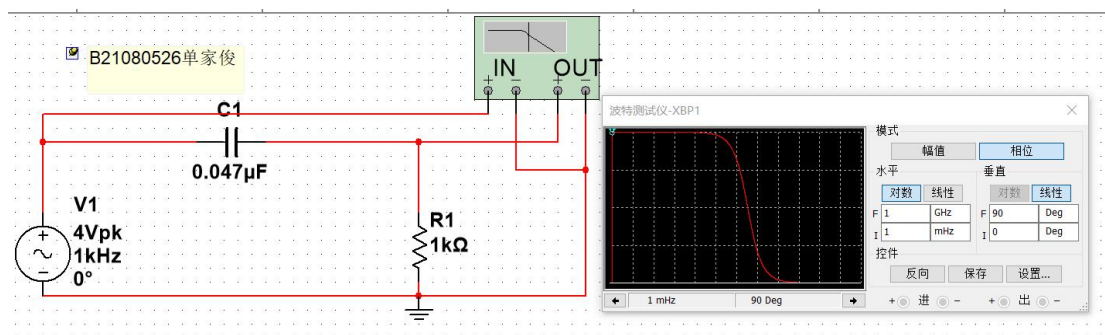 B21080526单家俊
IN
OUT
+ − + −
C1
0.047µF
V1
4Vpk
1kHz
0°
+
−
R1
1kΩ
波特测试仪-XBP1
×
模式
幅值 相位
水平 垂直
对数 线性 对数 线性
F 1 GHz F 90 Deg
I 1 mHz I 0 Deg
控件
反向 保存 设置...
1 mHz 90 Deg
+ 进 − + 出 −